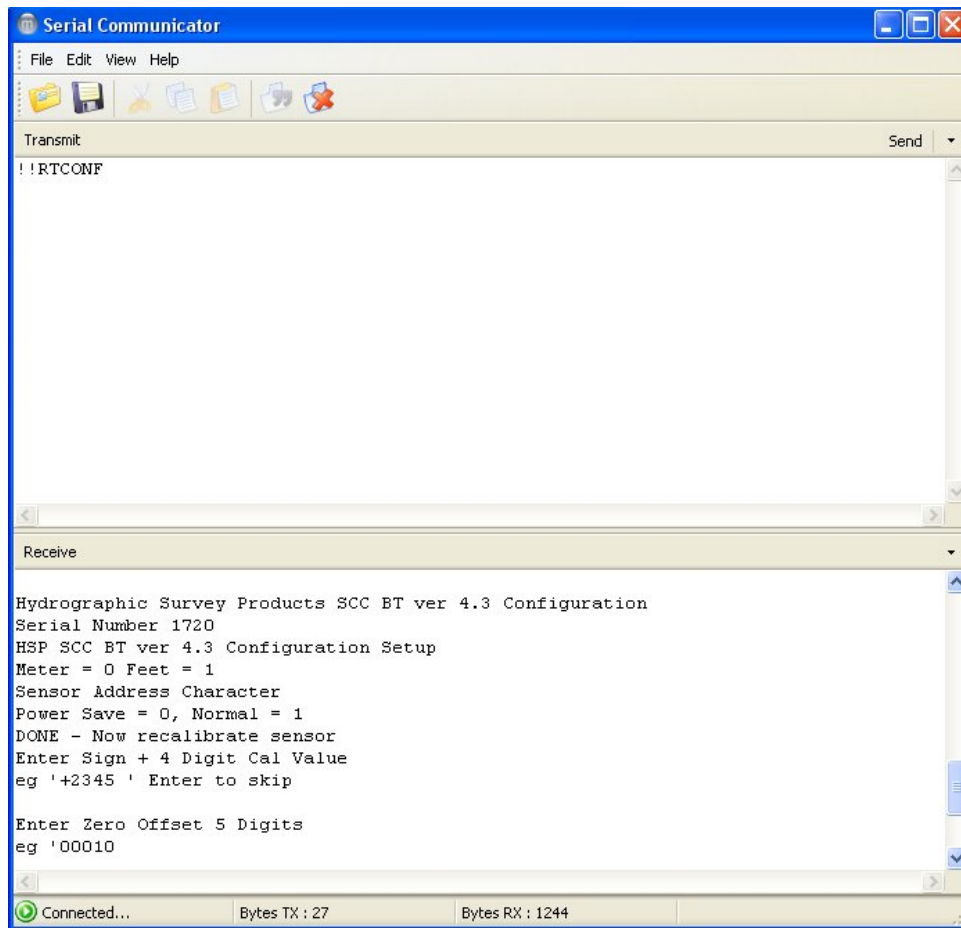 Serial Communicator
File Edit View Help
Transmit Send
!!RTCONF
Receive
Hydrographic Survey Products SCC BT ver 4.3 Configuration
Serial Number 1720
HSP SCC BT ver 4.3 Configuration Setup
Meter = 0 Feet = 1
Sensor Address Character
Power Save = 0, Normal = 1
DONE - Now recalibrate sensor
Enter Sign + 4 Digit Cal Value
eg '+2345 ' Enter to skip
Enter Zero Offset 5 Digits
eg '00010
Connected... Bytes TX : 27 Bytes RX : 1244